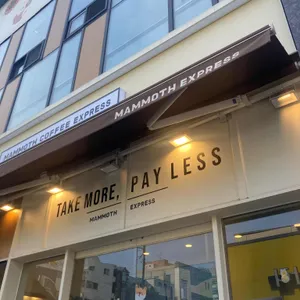 MAMMOTH COFFEE EXPRESS
MAMMOTH EXPRESS
TAKE MORE, PAY LESS
MAMMOTH EXPRESS